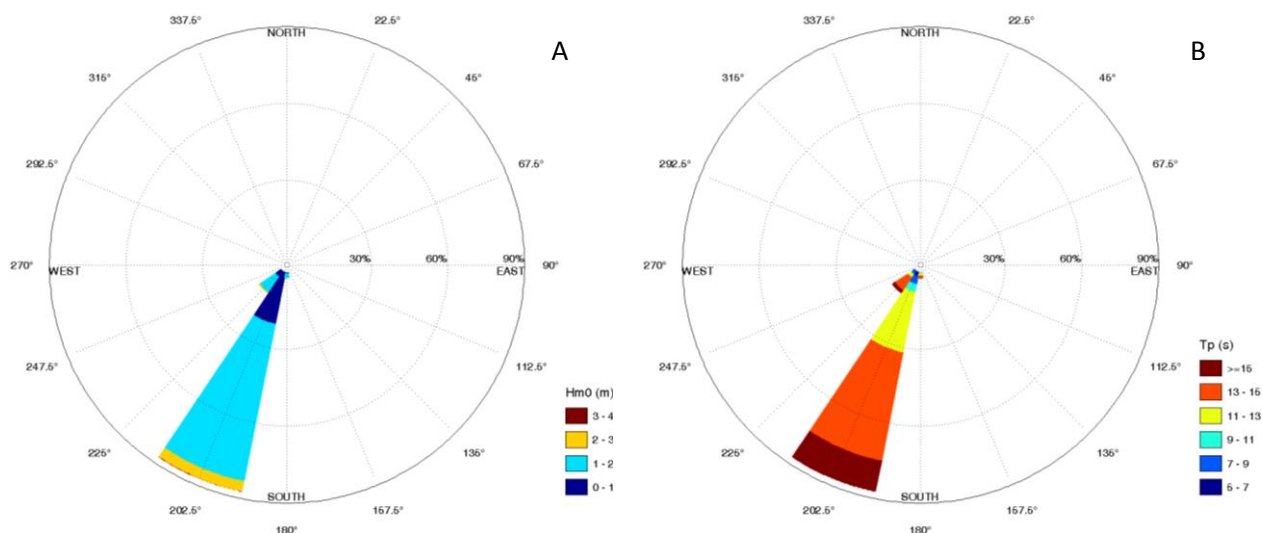 A
337.5°
22.5°
NORTH
315°
45°
292.5°
67.5°
270°
WEST
30%
60%
90%
EAST
90°
247.5°
112.5°
225°
135°
202.5°
SOUTH
157.5°
180°
Hm0 (m)
3 - 4
2 - 3
1 - 2
0 - 1
B
337.5°
22.5°
NORTH
315°
45°
292.5°
67.5°
270°
WEST
30%
60%
90%
EAST
90°
247.5°
112.5°
225°
135°
202.5°
SOUTH
157.5°
180°
Tp (s)
>=15
13 - 15
11 - 13
9 - 11
7 - 9
5 - 7